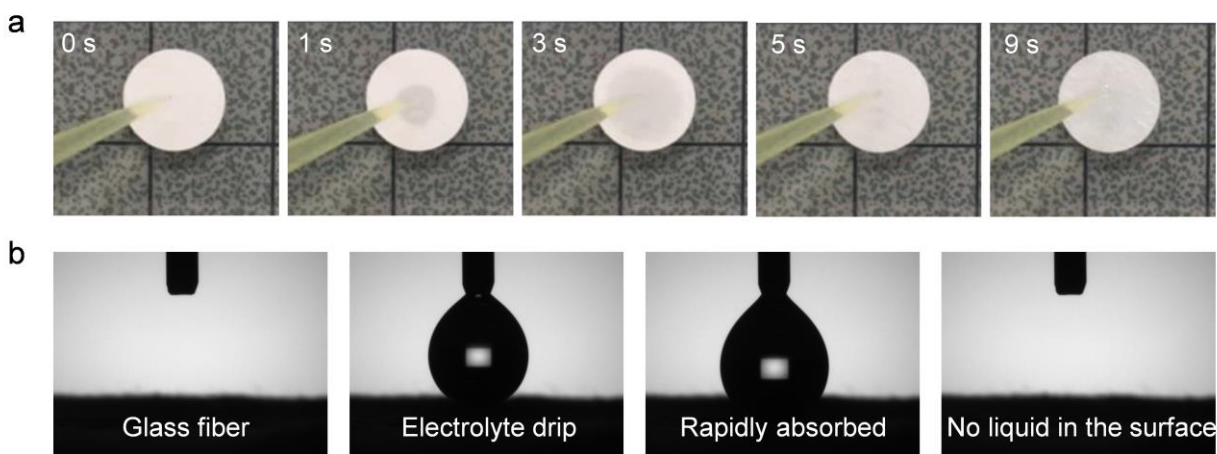 a
0 s
1 s
3 s
5 s
9 s
b
Glass fiber
Electrolyte drip
Rapidly absorbed
No liquid in the surface